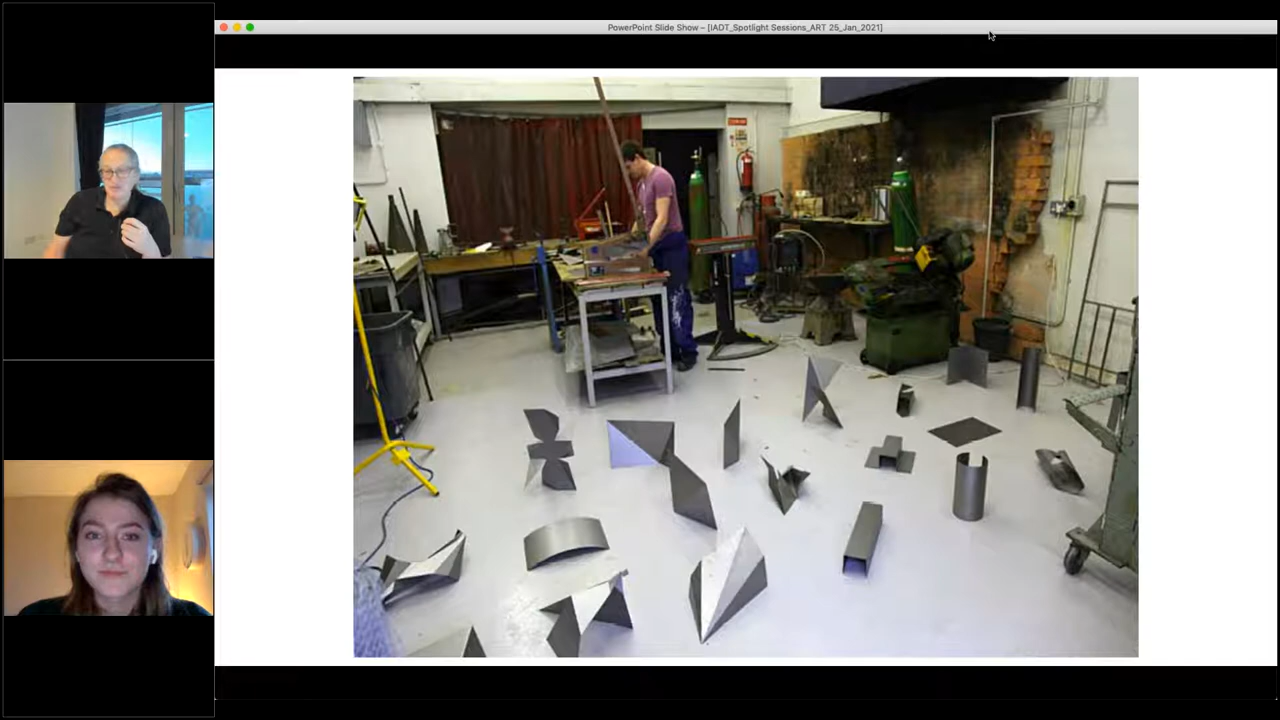 PowerPoint Slide Show – [IADT_Spotlight Sessions_ART 25_Jan_2021]